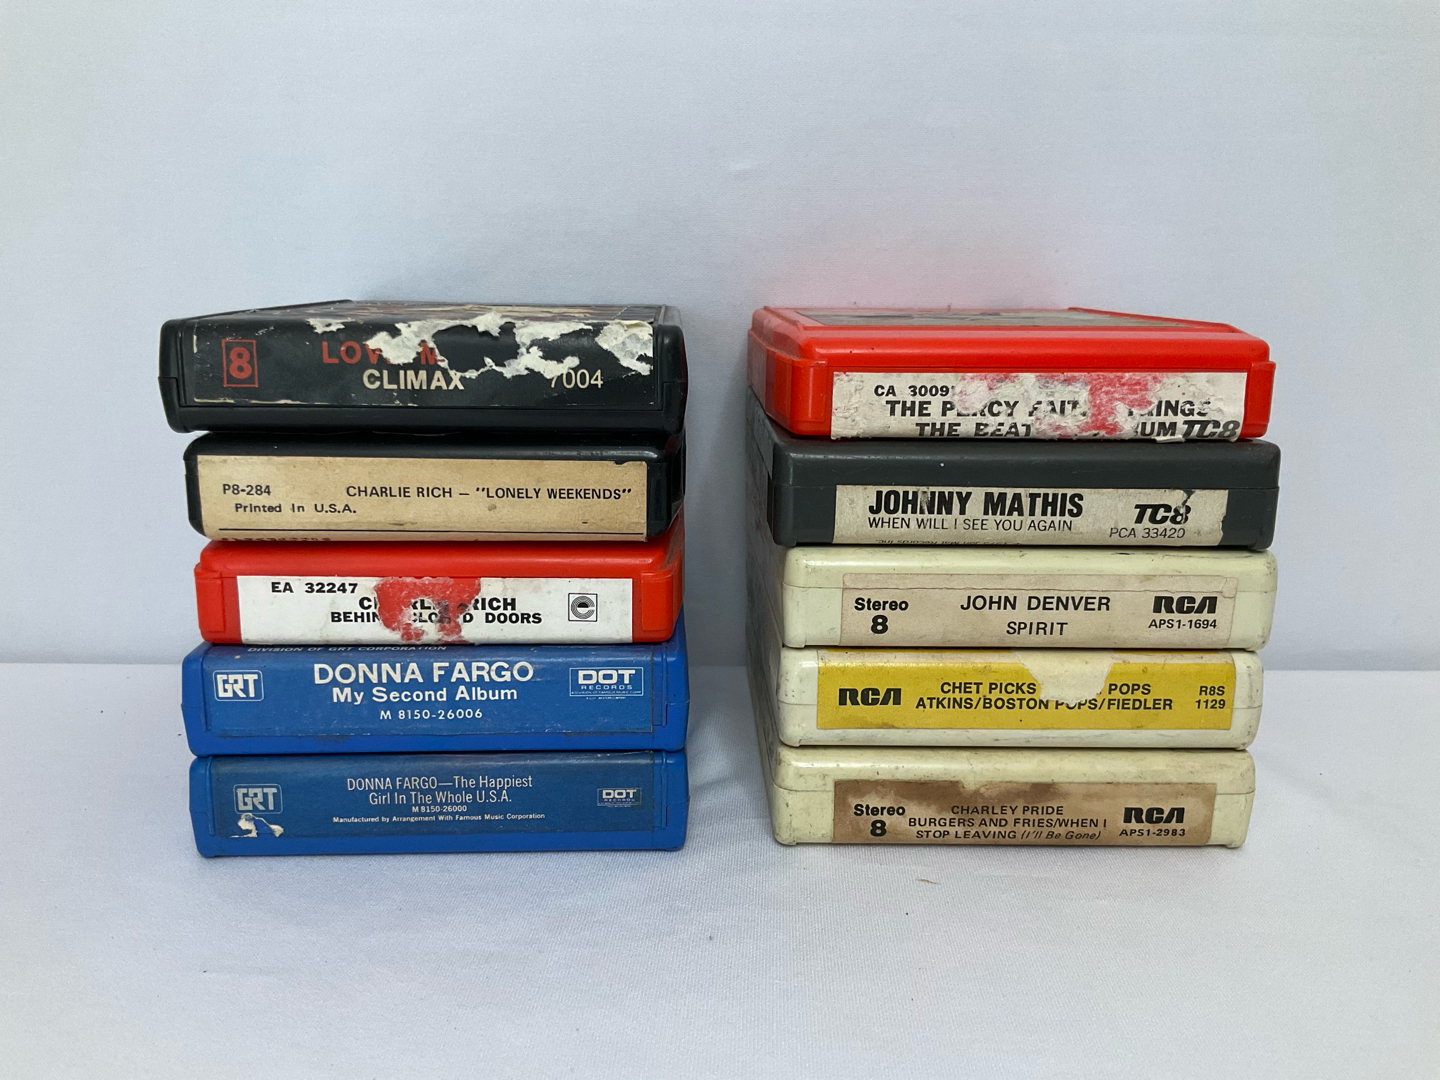 8
CLIMAX
7004
P8-284 CHARLIE RICH — "LONELY WEEKENDS"
Printed In U.S.A.
EA 32247
RICH
DOORS
DIVISION OF GRT CORPORATION
GRT
DONNA FARGO
My Second Album
M 8150-26006
DOT
RECORDS
GRT
DONNA FARGO—The Happiest
Girl In The Whole U.S.A.
M 8150-26000
Manufactured by Arrangement With Famous Music Corporation
DOT
RECORDS
CA 3009
THE PERCY
THE
TC8
JOHNNY MATHIS
WHEN WILL I SEE YOU AGAIN
TC8
PCA 33420
Stereo
8
JOHN DENVER
SPIRIT
RCA
APS1-1694
RCA
CHET PICKS POPS
ATKINS/BOSTON POPS/FIEDLER
R8S
1129
Stereo
8
CHARLEY PRIDE
BURGERS AND FRIES/WHEN I
STOP LEAVING (I'll Be Gone)
RCA
APS1-2983